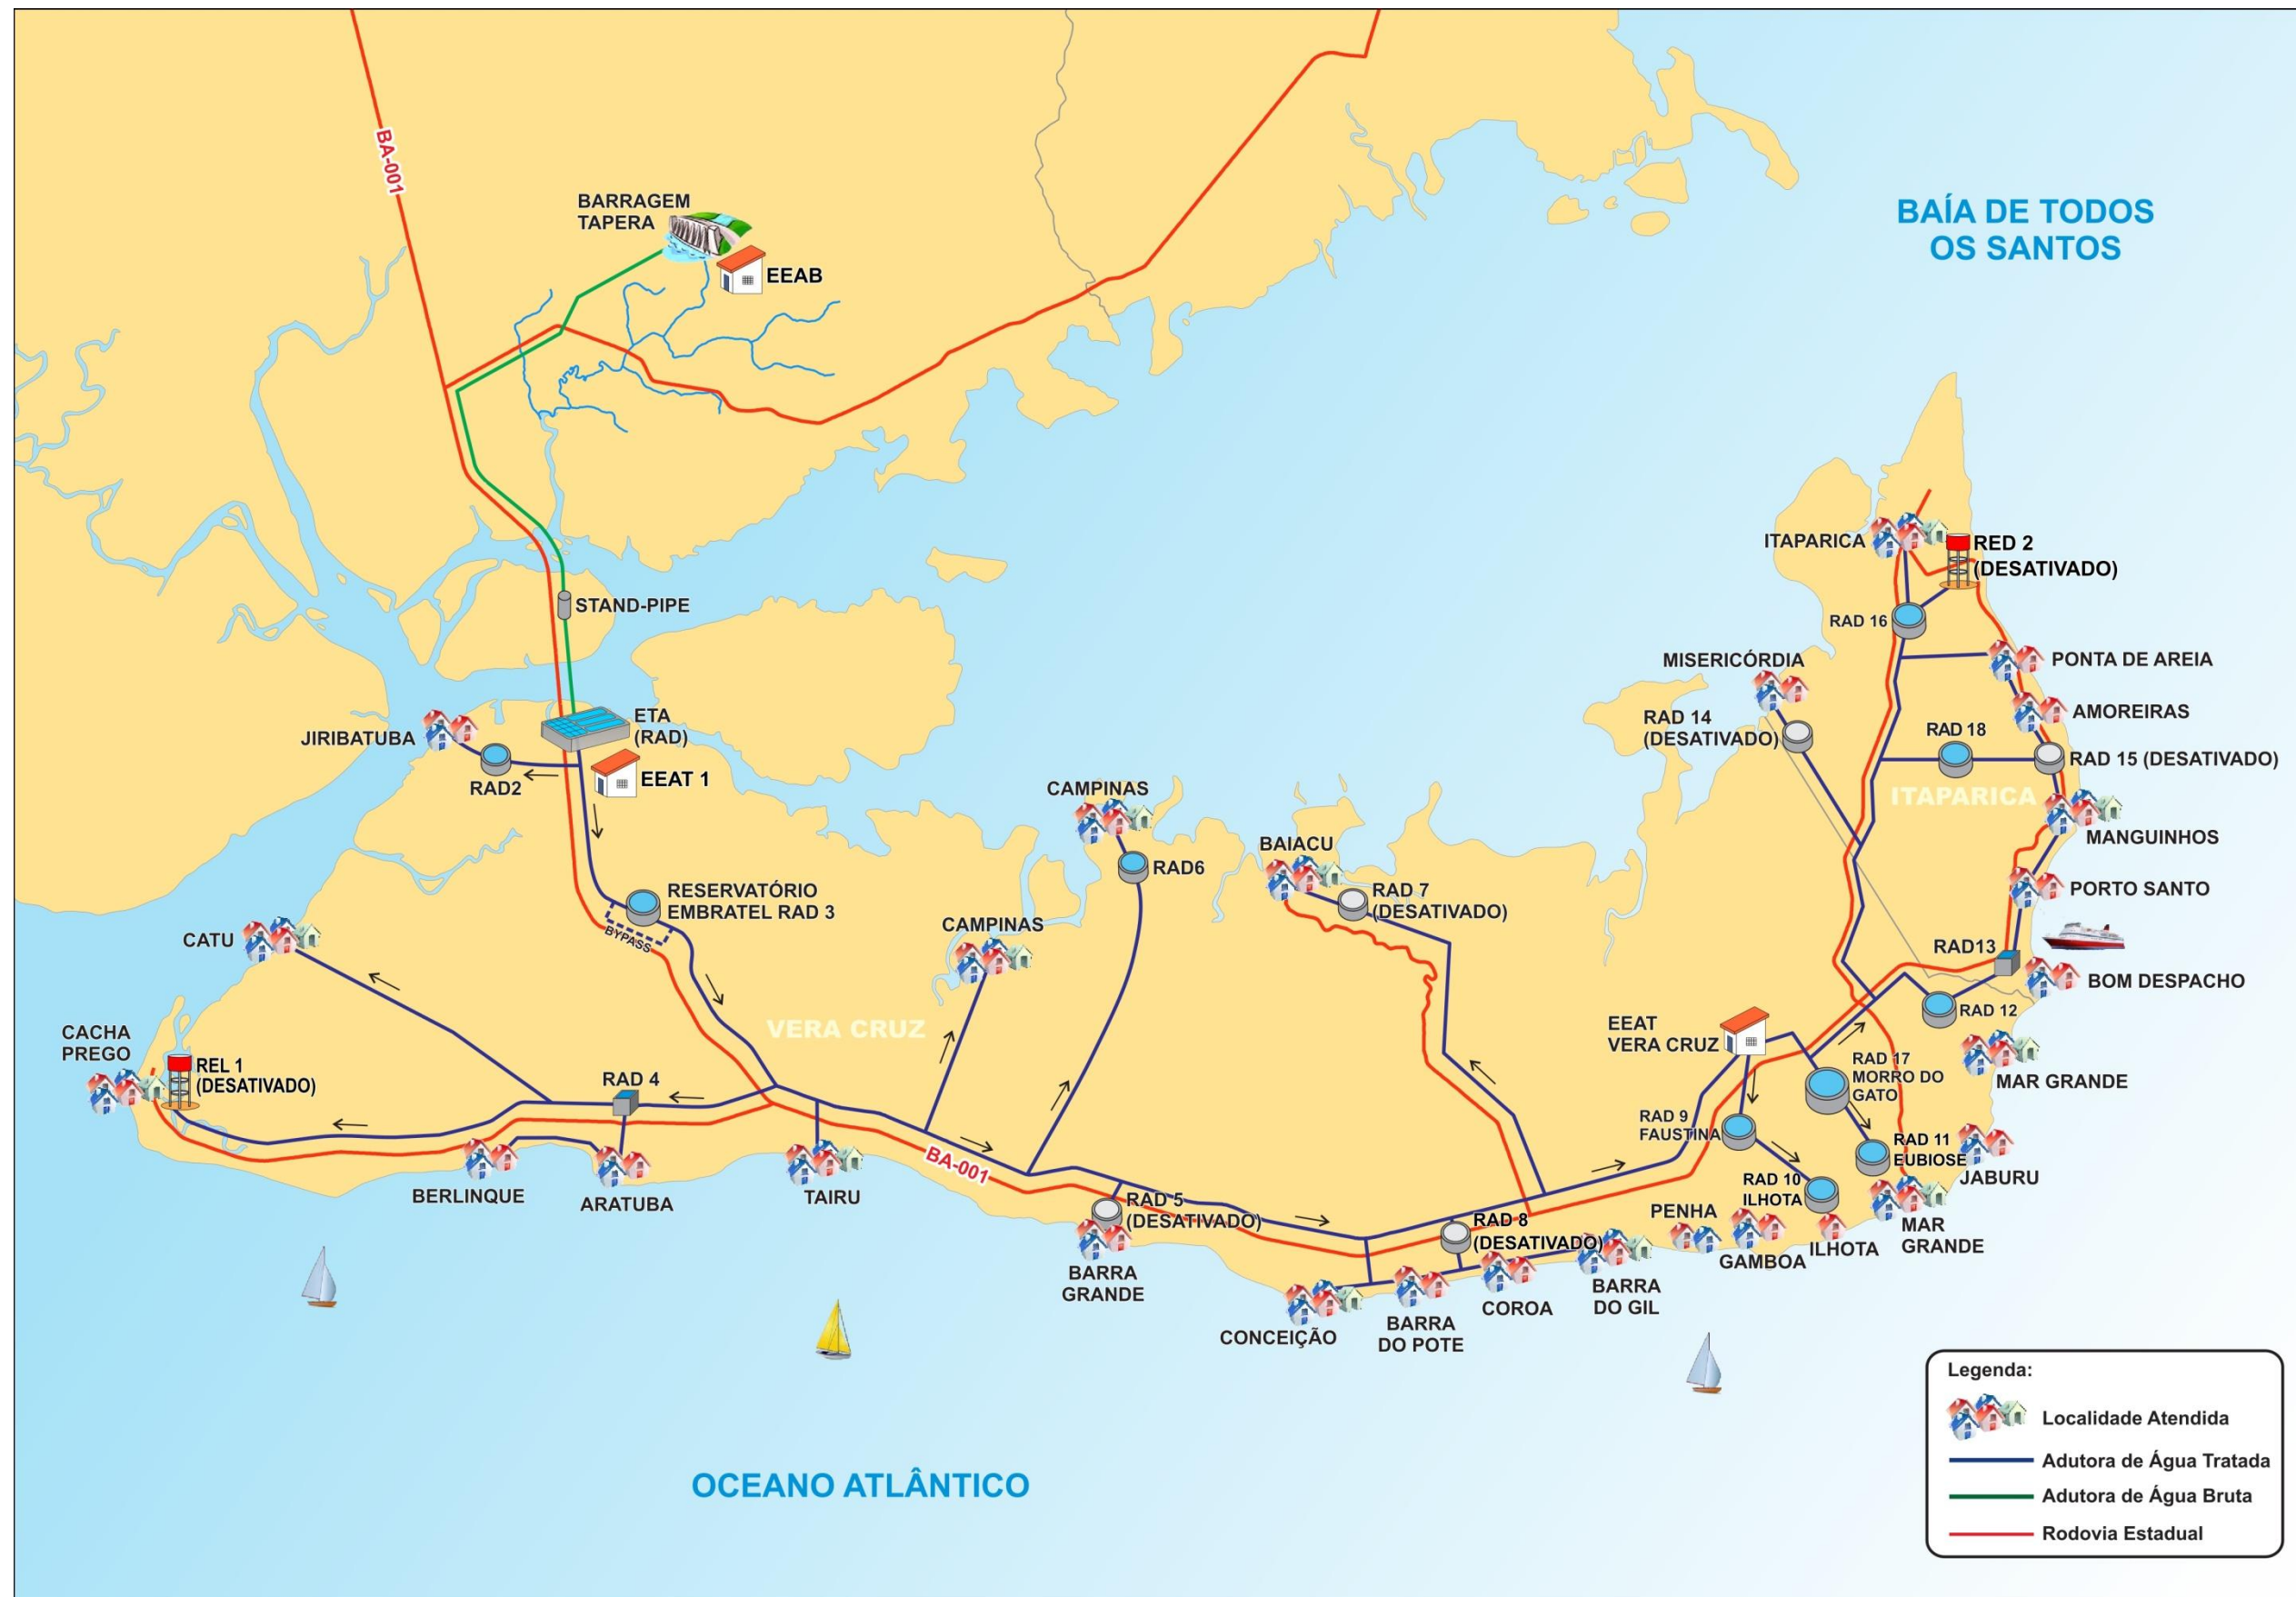 BA-001
BARRAGEM
TAPERA
EEAB
BAÍA DE TODOS
OS SANTOS
STAND-PIPE
ITAPARICA
RED 2
(DESATIVADO)
RAD 16
MISERICÓRDIA
PONTA DE AREIA
JIRIBATUBA
ETA
(RAD)
RAD2
EEAT 1
RAD 14
(DESATIVADO)
AMOREIRAS
RAD 18
RAD 15 (DESATIVADO)
ITAPARICA
MANGUINHOS
CAMPINAS
RAD6
BAIACU
RAD 7
(DESATIVADO)
PORTO SANTO
RESERVATÓRIO
EMBRATEL RAD 3
BYPASS
CATU
CAMPINAS
RAD13
BOM DESPACHO
RAD 12
VERA CRUZ
EEAT
VERA CRUZ
CACHA
PREGO
REL 1
(DESATIVADO)
RAD 4
RAD 17
MORRO DO
GATO
MAR GRANDE
RAD 9
FAUSTINA
RAD 11
EUBIOSE
JABURU
BERLINQUE
ARATUBA
TAIRU
BA-001
RAD 5
(DESATIVADO)
RAD 10
ILHOTA
BARRA
GRANDE
RAD 8
(DESATIVADO)
PENHA
GAMBOA
ILHOTA
MAR
GRANDE
CONCEIÇÃO
BARRA
DO POTE
COROA
BARRA
DO GIL
OCEANO ATLÂNTICO
Legenda:
Localidade Atendida
Adutora de Água Tratada
Adutora de Água Bruta
Rodovia Estadual